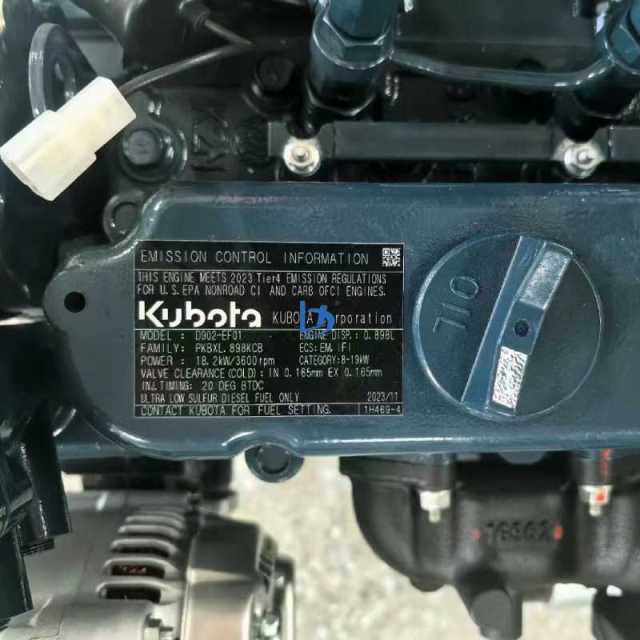 EMISSION CONTROL INFORMATION
THIS ENGINE MEETS 2023 Tier4 EMISSION REGULATIONS
FOR U.S.EPA NONROAD CI AND CARB OFCI ENGINES.
Kubota KUBOTA Corporation
MODEL : D902-EF01 ENGINE DISP.: 0.898L
FAMILY: PKBXL.898KCB ECS:EM IFI
POWER : 18.2kW/3600rpm CATEGORY:8-19kW
VALVE CLEARANCE(COLD): IN 0.165mm EX 0.165mm
INJ.TIMING: 20 DEG BTDC
ULTRA LOW SULFUR DIESEL FUEL ONLY 2023/11
CONTACT KUBOTA FOR FUEL SETTING. 1H469-4
OIL